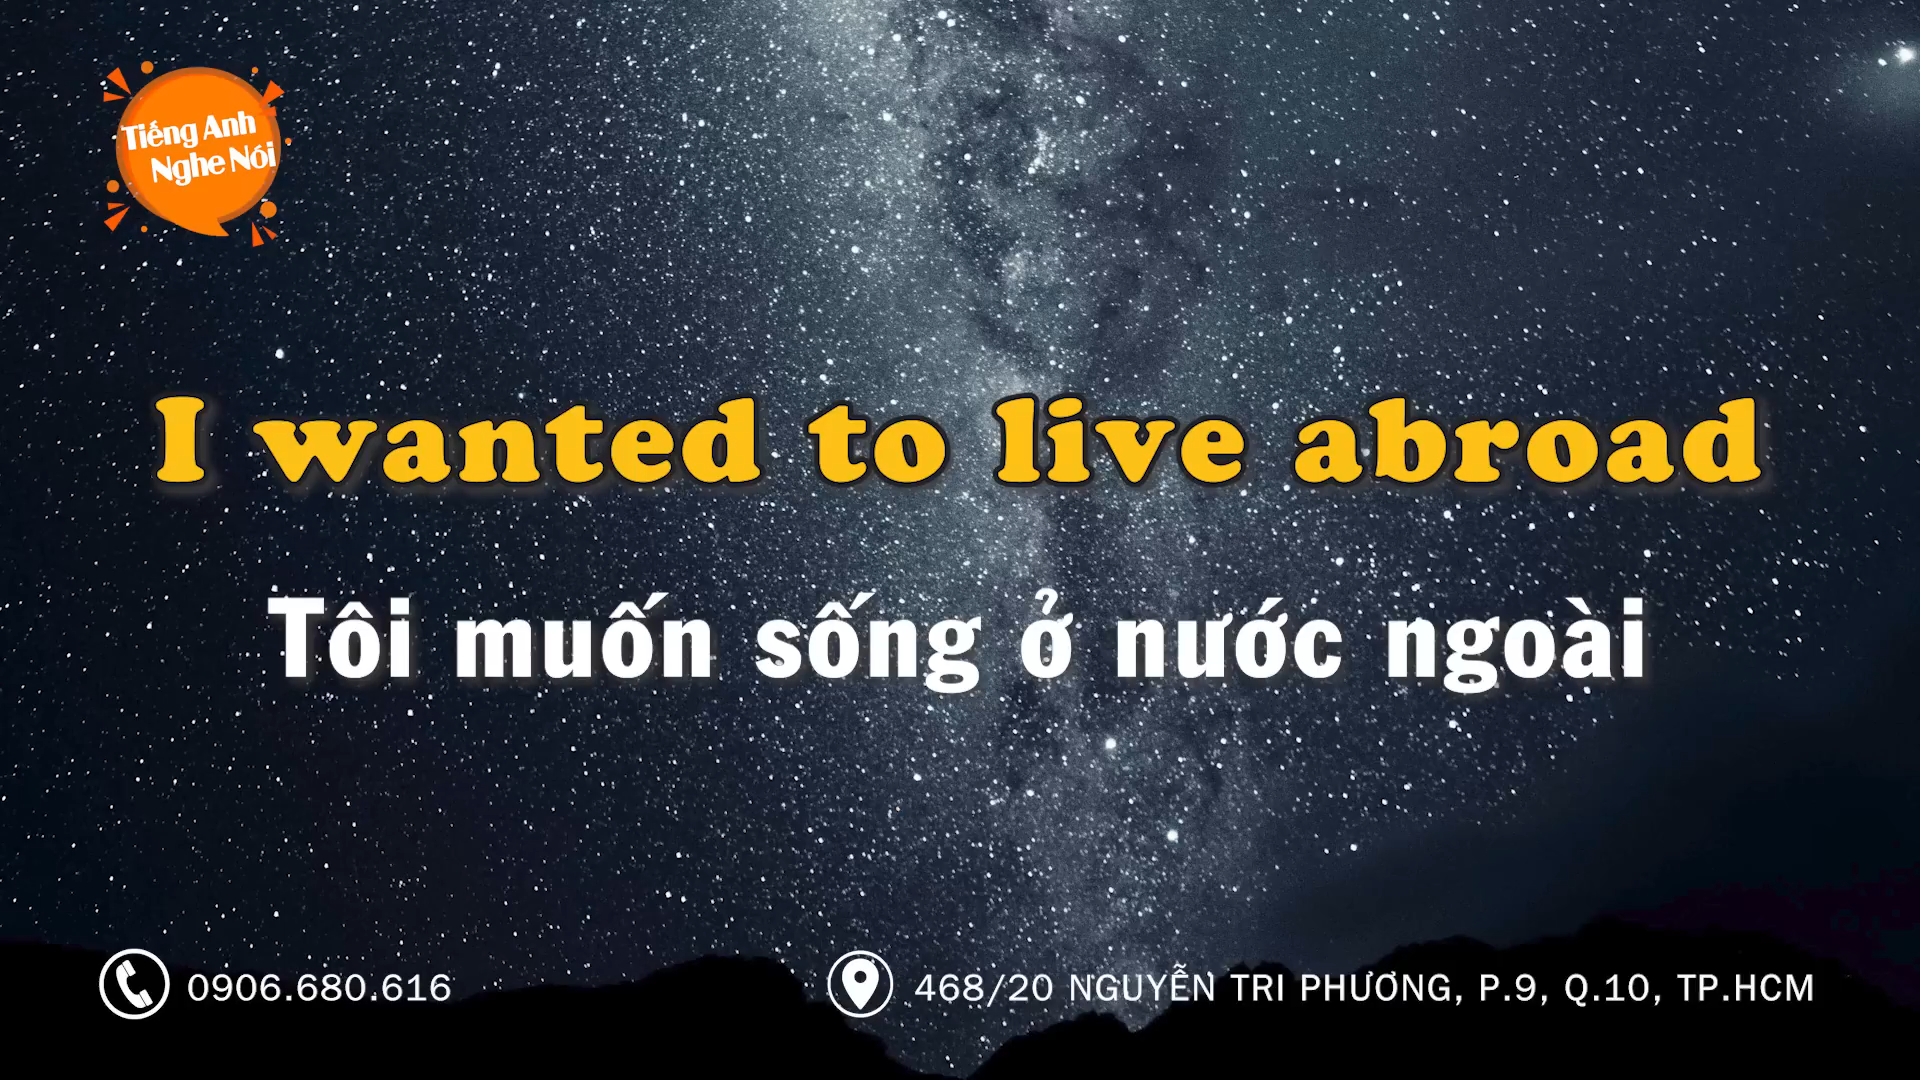 Tiếng Anh
Nghe Nói
I wanted to live abroad
Tôi muốn sống ở nước ngoài
0906.680.616
468/20 NGUYỄN TRI PHƯƠNG, P.9, Q.10, TP.HCM